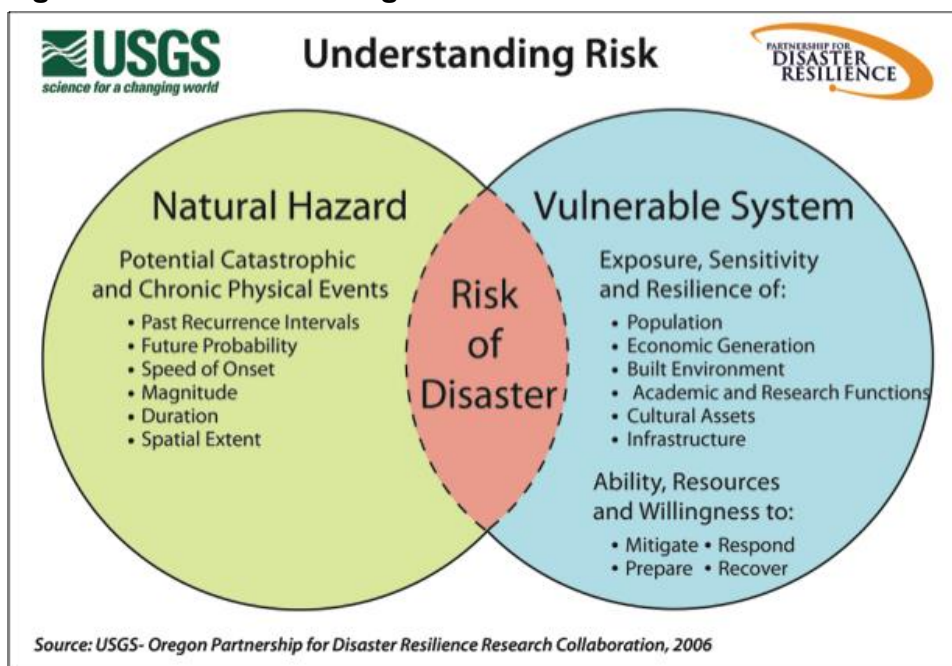 USGS
science for a changing world
Understanding Risk
PARTNERSHIP FOR
DISASTER
RESILIENCE
Natural Hazard
Potential Catastrophic
and Chronic Physical Events
• Past Recurrence Intervals
• Future Probability
• Speed of Onset
• Magnitude
• Duration
• Spatial Extent
Risk
of
Disaster
Vulnerable System
Exposure, Sensitivity
and Resilience of:
• Population
• Economic Generation
• Built Environment
• Academic and Research Functions
• Cultural Assets
• Infrastructure
Ability, Resources
and Willingness to:
• Mitigate • Respond
• Prepare • Recover
Source: USGS- Oregon Partnership for Disaster Resilience Research Collaboration, 2006